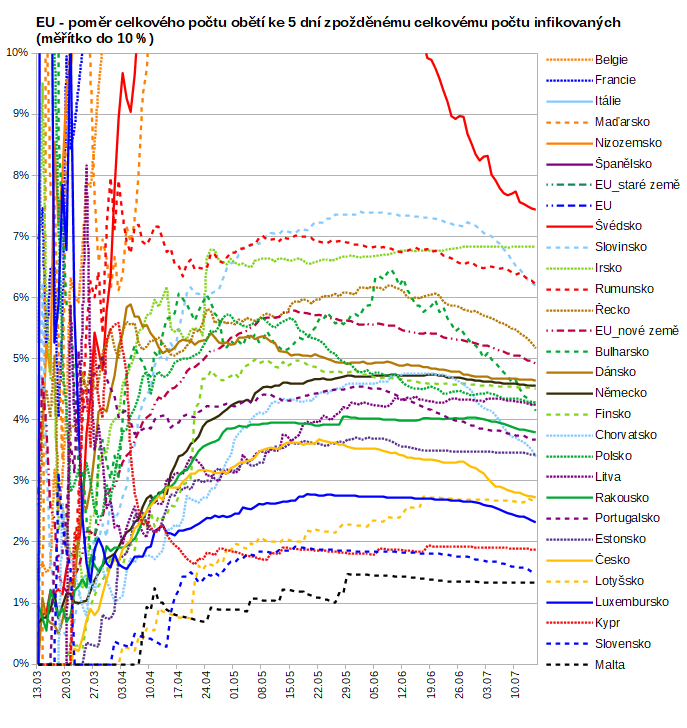 EU - poměr celkového počtu obětí ke 5 dní zpožděnému celkovému počtu infikovaných
(měřítko do 10 %)
10%
9%
8%
7%
6%
5%
4%
3%
2%
1%
0%
13.03
20.03
27.03
03.04
10.04
17.04
24.04
01.05
08.05
15.05
22.05
29.05
05.06
12.06
19.06
26.06
03.07
10.07
Belgie
Francie
Itálie
Maďarsko
Nizozemsko
Španělsko
EU_staré země
EU
Švédsko
Slovinsko
Irsko
Rumunsko
Řecko
EU_nové země
Bulharsko
Dánsko
Německo
Finsko
Chorvatsko
Polsko
Litva
Rakousko
Portugalsko
Estonsko
Česko
Lotyšsko
Luxembursko
Kypr
Slovensko
Malta